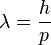 λ = h/p